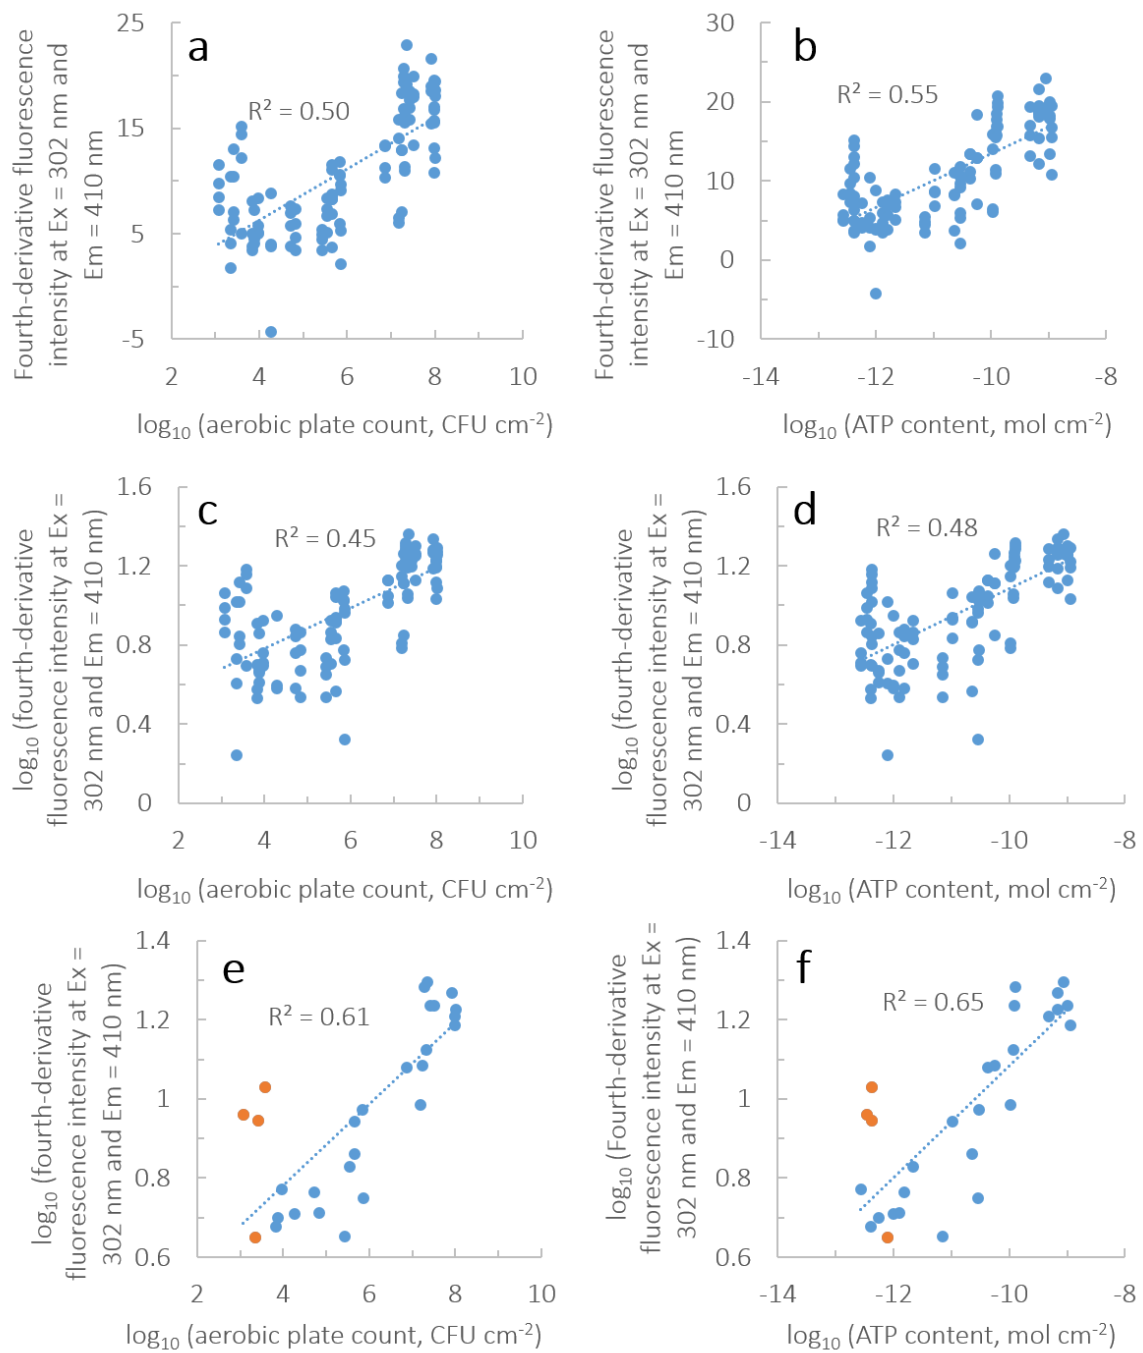 a
R² = 0.50
Fourth-derivative fluorescence
intensity at Ex = 302 nm and
Em = 410 nm
25
15
5
-5
2 4 6 8 10
log₁₀ (aerobic plate count, CFU cm⁻²)
b
R² = 0.55
Fourth-derivative fluorescence
intensity at Ex = 302 nm and
Em = 410 nm
30
20
10
0
-10
-14 -12 -10 -8
log₁₀ (ATP content, mol cm⁻²)
c
R² = 0.45
log₁₀ (fourth-derivative
fluorescence intensity at Ex =
302 nm and Em = 410 nm)
1.6
1.2
0.8
0.4
0
2 4 6 8 10
log₁₀ (aerobic plate count, CFU cm⁻²)
d
R² = 0.48
log₁₀ (fourth-derivative
fluorescence intensity at Ex =
302 nm and Em = 410 nm)
1.6
1.2
0.8
0.4
0
-14 -12 -10 -8
log₁₀ (ATP content, mol cm⁻²)
e
R² = 0.61
log₁₀ (fourth-derivative
fluorescence intensity at Ex =
302 nm and Em = 410 nm)
1.4
1.2
1
0.8
0.6
2 4 6 8 10
log₁₀ (aerobic plate count, CFU cm⁻²)
f
R² = 0.65
log₁₀ (Fourth-derivative
fluorescence intensity at Ex =
302 nm and Em = 410 nm)
1.4
1.2
1
0.8
0.6
-14 -12 -10 -8
log₁₀ (ATP content, mol cm⁻²)